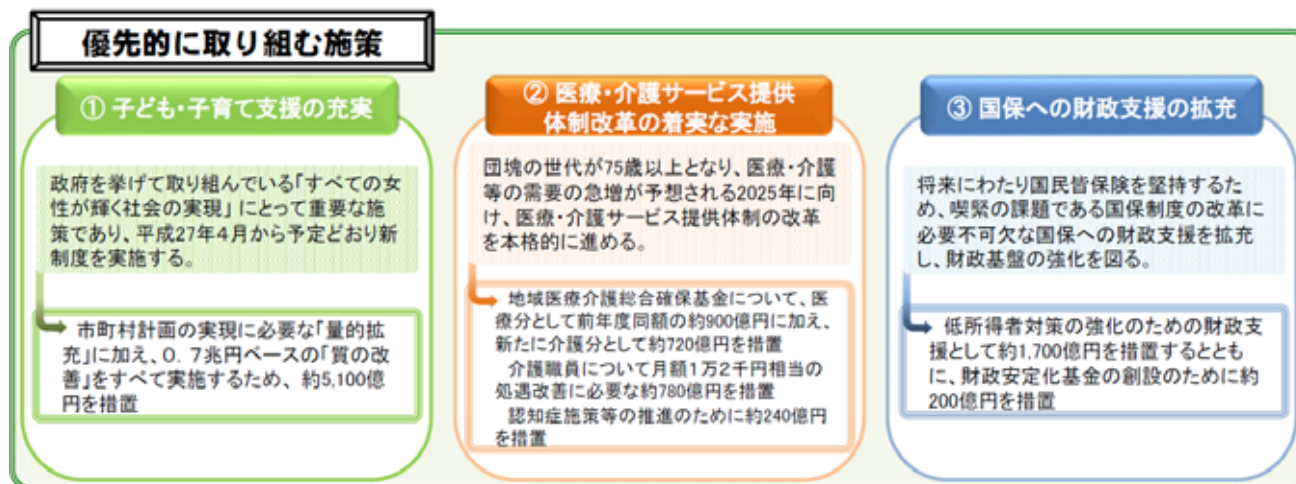 優先的に取り組む施策
① 子ども・子育て支援の充実
政府を挙げて取り組んでいる「すべての女
性が輝く社会の実現」にとって重要な施
策であり、平成27年4月から予定どおり新
制度を実施する。
市町村計画の実現に必要な「量的拡
充」に加え、0.7兆円ベースの「質の改
善」をすべて実施するため、約5,100億
円を措置
② 医療・介護サービス提供
体制改革の着実な実施
団塊の世代が75歳以上となり、医療・介護
等の需要の急増が予想される2025年に向
け、医療・介護サービス提供体制の改革
を本格的に進める。
地域医療介護総合確保基金について、医
療分として前年度同額の約900億円に加え、
新たに介護分として約720億円を措置
介護職員について月額1万2千円相当の
処遇改善に必要な約780億円を措置
認知症施策等の推進のために約240億円
を措置
③ 国保への財政支援の拡充
将来にわたり国民皆保険を堅持するた
め、喫緊の課題である国保制度の改革に
必要不可欠な国保への財政支援を拡充
し、財政基盤の強化を図る。
低所得者対策の強化のための財政支
援として約1,700億円を措置するととも
に、財政安定化基金の創設のために約
200億円を措置